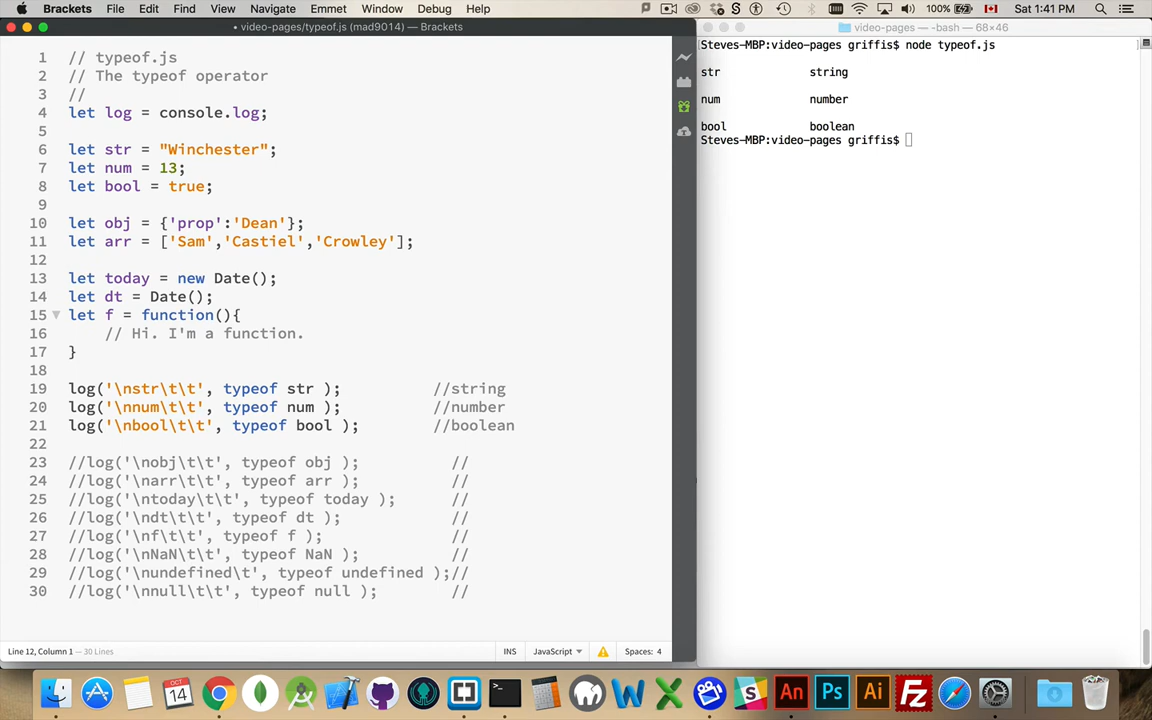 Brackets File Edit Find View Navigate Emmet Window Debug Help 100% Sat 1:41 PM
• video-pages/typeof.js (mad9014) — Brackets
video-pages — -bash — 68×46
1 // typeof.js
2 // The typeof operator
3 //
4 let log = console.log;
5
6 let str = "Winchester";
7 let num = 13;
8 let bool = true;
9
10 let obj = {'prop':'Dean'};
11 let arr = ['Sam','Castiel','Crowley'];
12
13 let today = new Date();
14 let dt = Date();
15 let f = function(){
16 // Hi. I'm a function.
17 }
18
19 log('\nstr\t\t', typeof str ); //string
20 log('\nnum\t\t', typeof num ); //number
21 log('\nbool\t\t', typeof bool ); //boolean
22
23 //log('\nobj\t\t', typeof obj ); //
24 //log('\narr\t\t', typeof arr ); //
25 //log('\ntoday\t\t', typeof today ); //
26 //log('\ndt\t\t', typeof dt ); //
27 //log('\nf\t\t', typeof f ); //
28 //log('\nNaN\t\t', typeof NaN ); //
29 //log('\nundefined\t', typeof undefined );//
30 //log('\nnull\t\t', typeof null ); //
Line 12, Column 1 — 30 Lines INS JavaScript Spaces: 4
[Steves-MBP:video-pages griffis$ node typeof.js ]
str string
num number
bool boolean
Steves-MBP:video-pages griffis$
OCT
14
>_
W
X
S
An
Ps
Ai
FZ